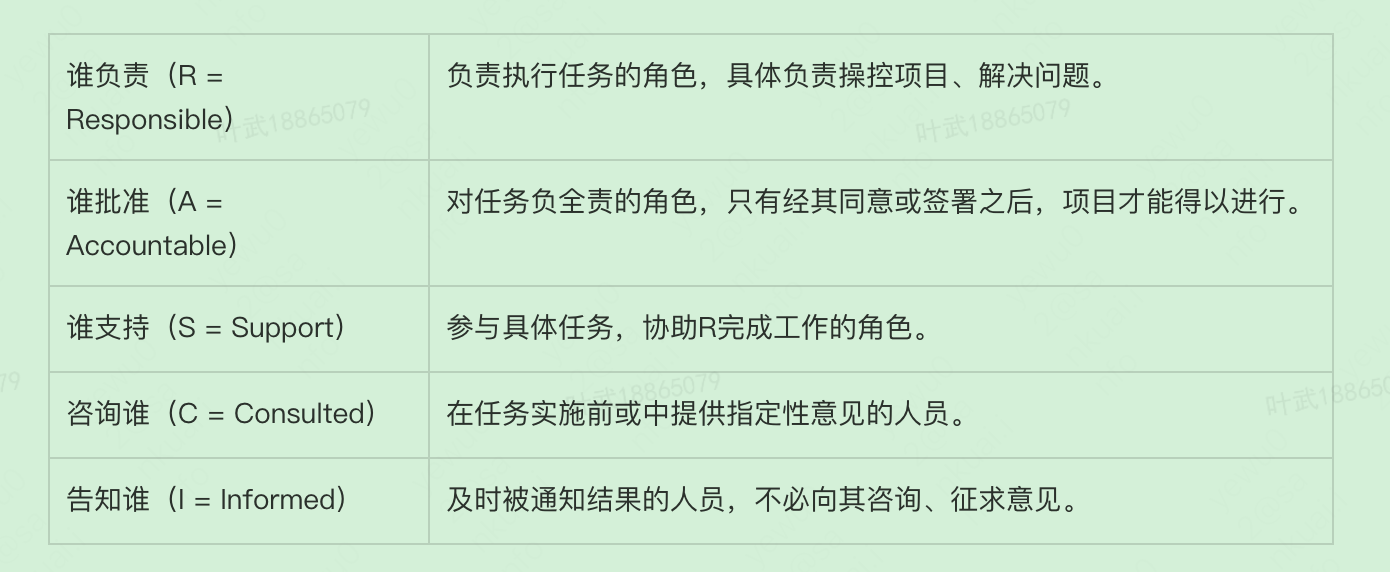 谁负责（R =
Responsible）
负责执行任务的角色，具体负责操控项目、解决问题。
叶武18865079
叶武18865079
谁批准（A =
Accountable）
对任务负全责的角色，只有经其同意或签署之后，项目才能得以进行。
谁支持（S = Support）
参与具体任务，协助R完成工作的角色。
79
叶武18865079
叶武188650
咨询谁（C = Consulted）
在任务实施前或中提供指定性意见的人员。
告知谁（I = Informed）
及时被通知结果的人员，不必向其咨询、征求意见。